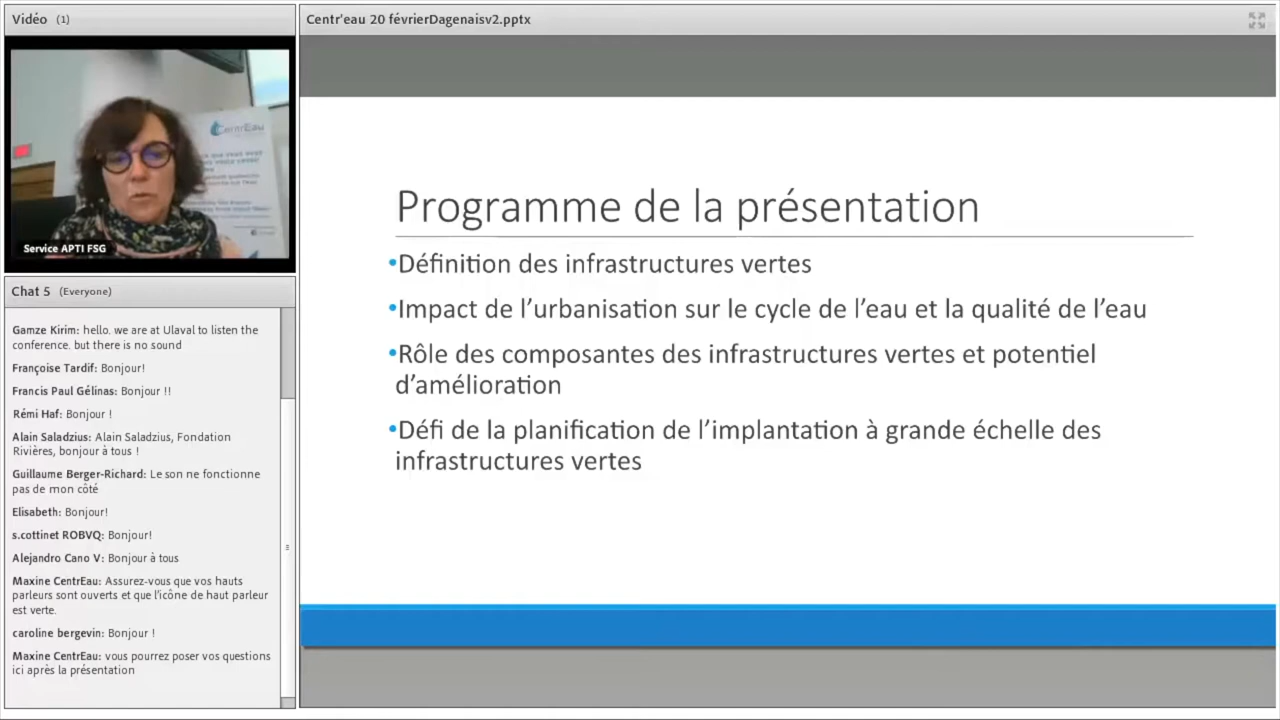 Vidéo (1)
CentrEau
Service APTI FSG
Chat 5 (Everyone)
Gamze Kirim: hello. we are at Ulaval to listen the
conference. but there is no sound
Françoise Tardif: Bonjour!
Francis Paul Gélinas: Bonjour !!
Rémi Haf: Bonjour !
Alain Saladzius: Alain Saladzius, Fondation
Rivières, bonjour à tous !
Guillaume Berger-Richard: Le son ne fonctionne
pas de mon côté
Elisabeth: Bonjour!
s.cottinet ROBVQ: Bonjour!
Alejandro Cano V: Bonjour à tous
Maxine CentrEau: Assurez-vous que vos hauts
parleurs sont ouverts et que l'icône de haut parleur
est verte.
caroline bergevin: Bonjour !
Maxine CentrEau: vous pourrez poser vos questions
ici après la présentation
Centr'eau 20 févrierDagenaisv2.pptx
Programme de la présentation
•Définition des infrastructures vertes
•Impact de l’urbanisation sur le cycle de l’eau et la qualité de l’eau
•Rôle des composantes des infrastructures vertes et potentiel
d’amélioration
•Défi de la planification de l’implantation à grande échelle des
infrastructures vertes